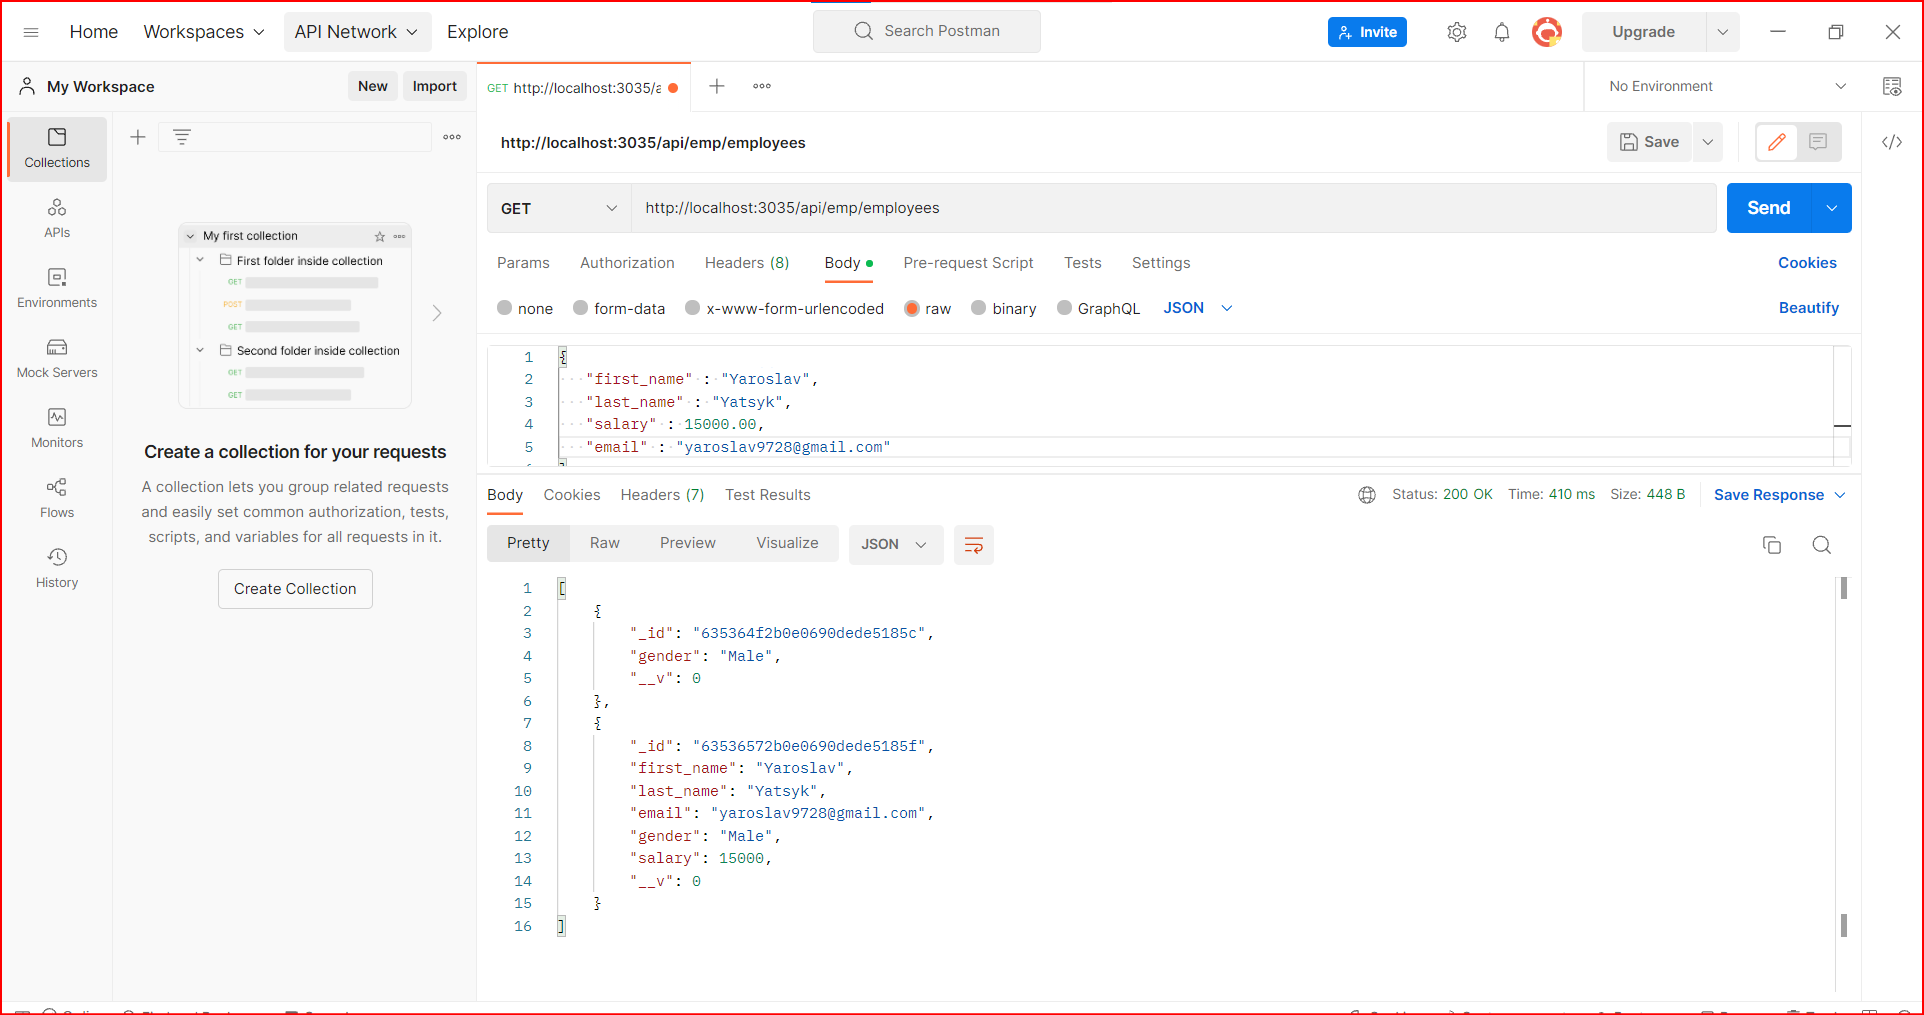 Home Workspaces API Network Explore Search Postman Invite Upgrade
My Workspace New Import GET http://localhost:3035/a No Environment
Collections
APIs
Environments
Mock Servers
Monitors
Flows
History
My first collection
First folder inside collection
GET
POST
GET
Second folder inside collection
GET
GET
Create a collection for your requests
A collection lets you group related requests
and easily set common authorization, tests,
scripts, and variables for all requests in it.
Create Collection
http://localhost:3035/api/emp/employees Save </>
GET http://localhost:3035/api/emp/employees Send
Params Authorization Headers (8) Body Pre-request Script Tests Settings Cookies
none form-data x-www-form-urlencoded raw binary GraphQL JSON Beautify
1 {
2 "first_name" : "Yaroslav",
3 "last_name" : "Yatsyk",
4 "salary" : 15000.00,
5 "email" : "yaroslav9728@gmail.com"
Body Cookies Headers (7) Test Results Status: 200 OK Time: 410 ms Size: 448 B Save Response
Pretty Raw Preview Visualize JSON
1 [
2 {
3 "_id": "635364f2b0e0690dede5185c",
4 "gender": "Male",
5 "__v": 0
6 },
7 {
8 "_id": "63536572b0e0690dede5185f",
9 "first_name": "Yaroslav",
10 "last_name": "Yatsyk",
11 "email": "yaroslav9728@gmail.com",
12 "gender": "Male",
13 "salary": 15000,
14 "__v": 0
15 }
16 ]